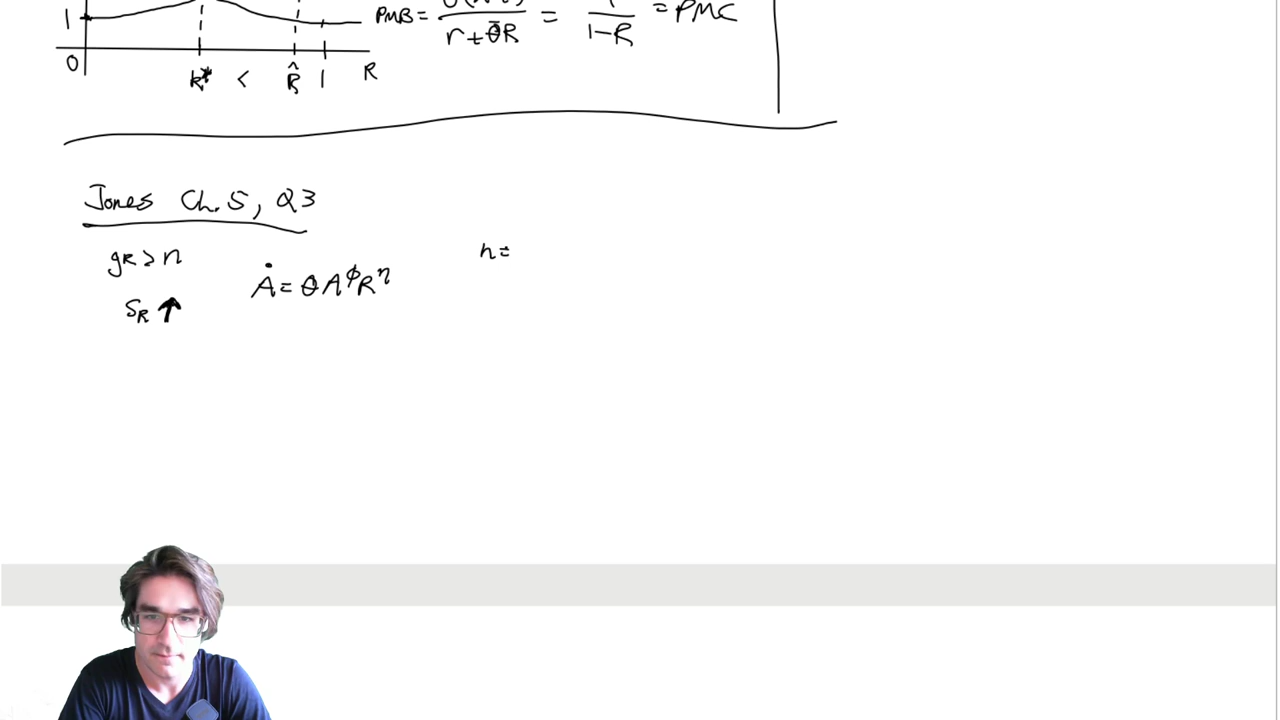 1
PMB = r + θ̄R = 1 / 1-R = PMC
0 R* < R̂ 1 R
Jones Ch. 5, Q3
gR > n
n =
Ȧ = θA^ϕR^η
SR ↑